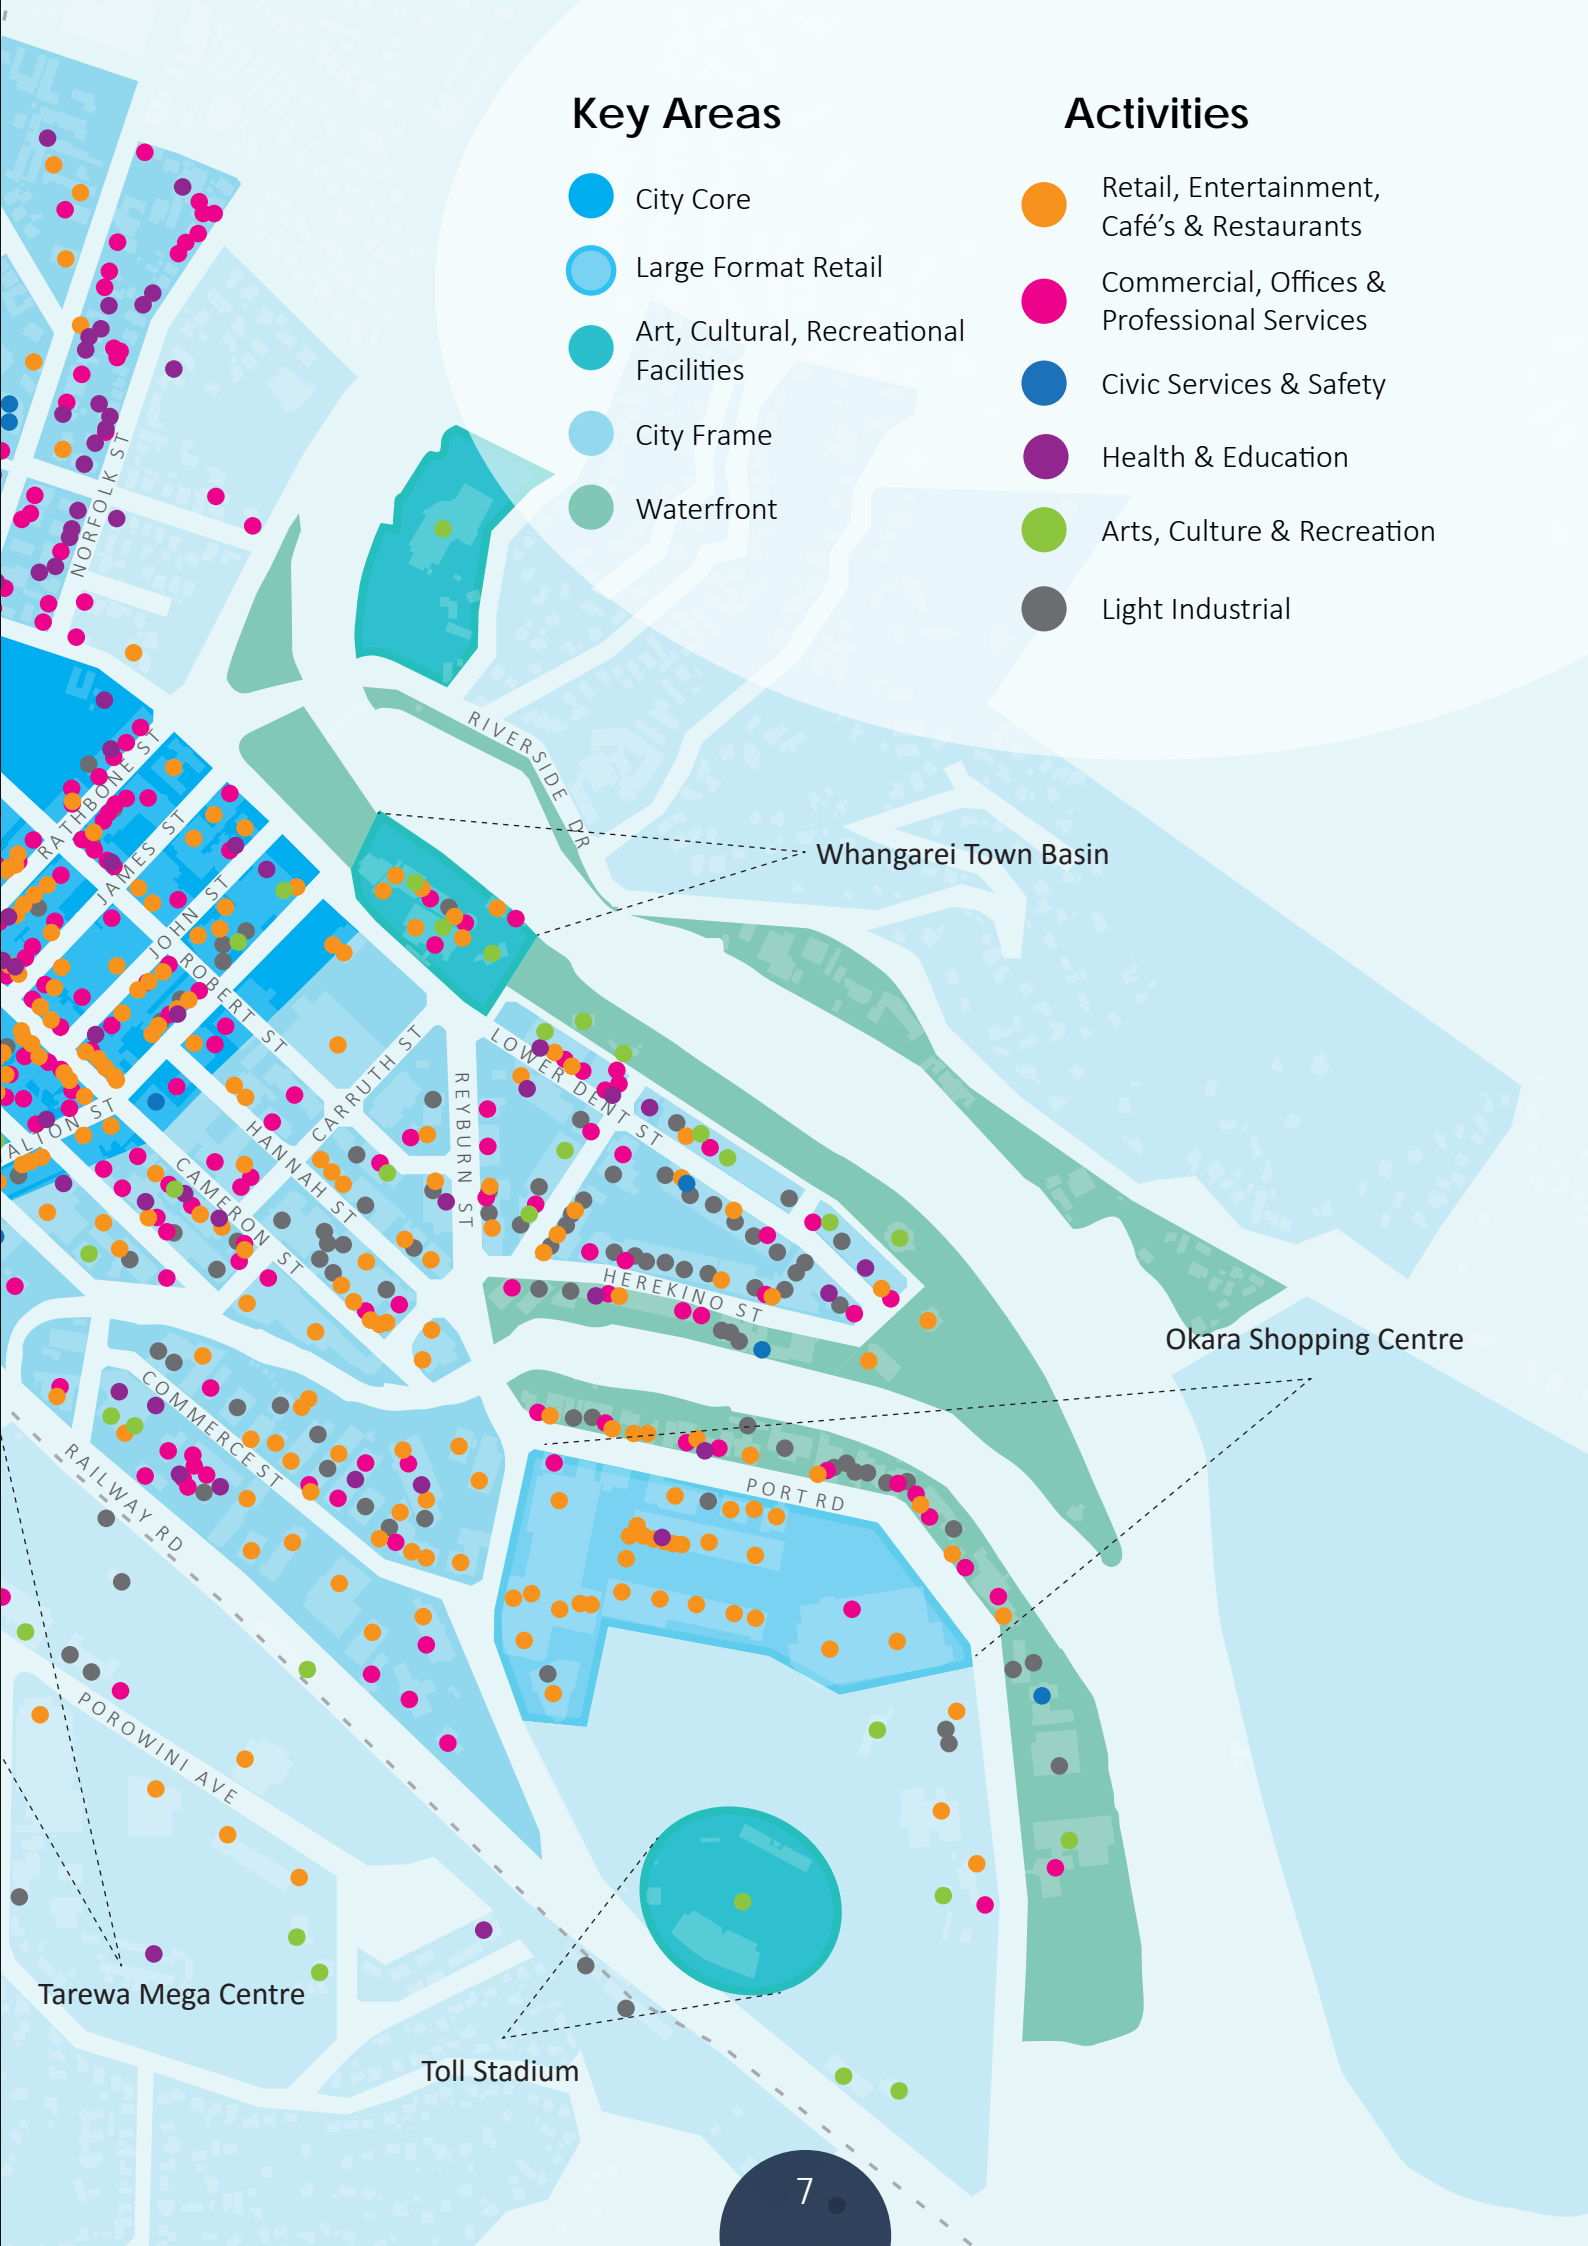 Key Areas
City Core
Large Format Retail
Art, Cultural, Recreational
Facilities
City Frame
Waterfront
Activities
Retail, Entertainment,
Café's & Restaurants
Commercial, Offices &
Professional Services
Civic Services & Safety
Health & Education
Arts, Culture & Recreation
Light Industrial
NORFOLK ST
RIVERSIDE DR
RATHBONE ST
JAMES ST
JOHN ST
ROBERT ST
Whangarei Town Basin
LOWER DENT ST
CARRUTH ST
REYBURN ST
ALTON ST
HANNAH ST
CAMERON ST
HEREKINO ST
Okara Shopping Centre
COMMERCE ST
RAILWAY RD
PORT RD
POROWINI AVE
Tarewa Mega Centre
Toll Stadium
7